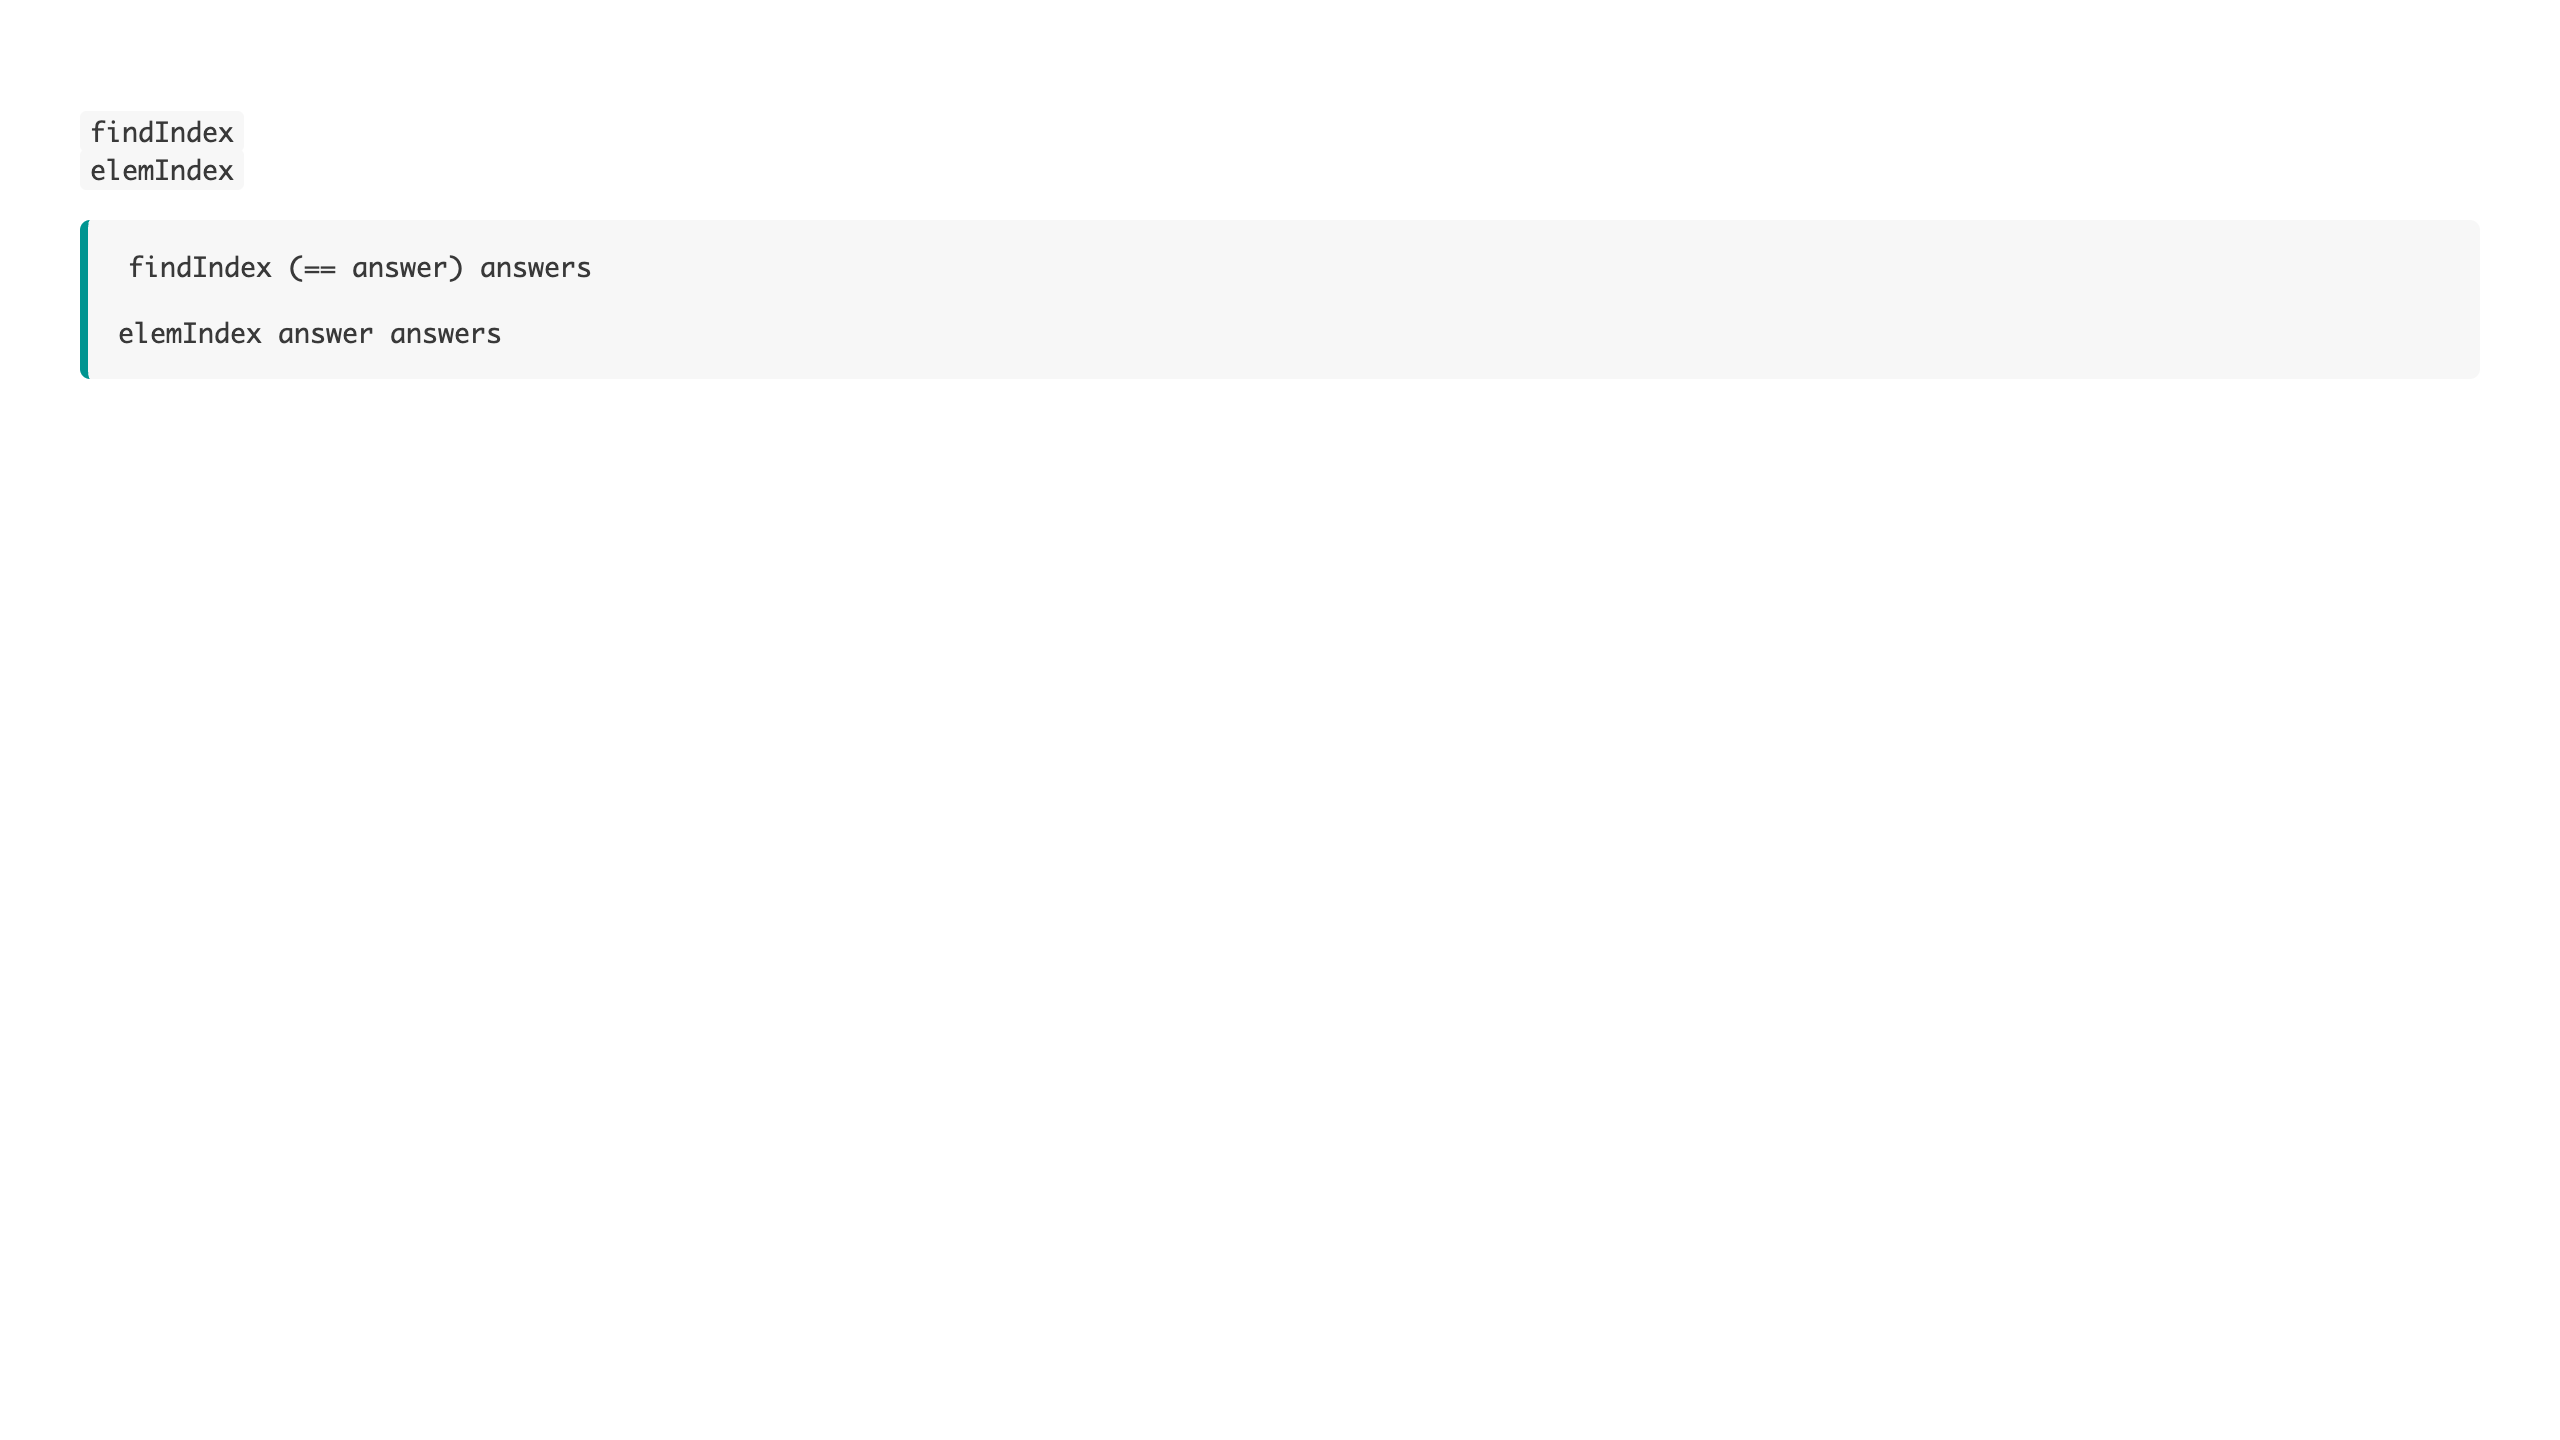 findIndex
elemIndex
findIndex (== answer) answers
elemIndex answer answers